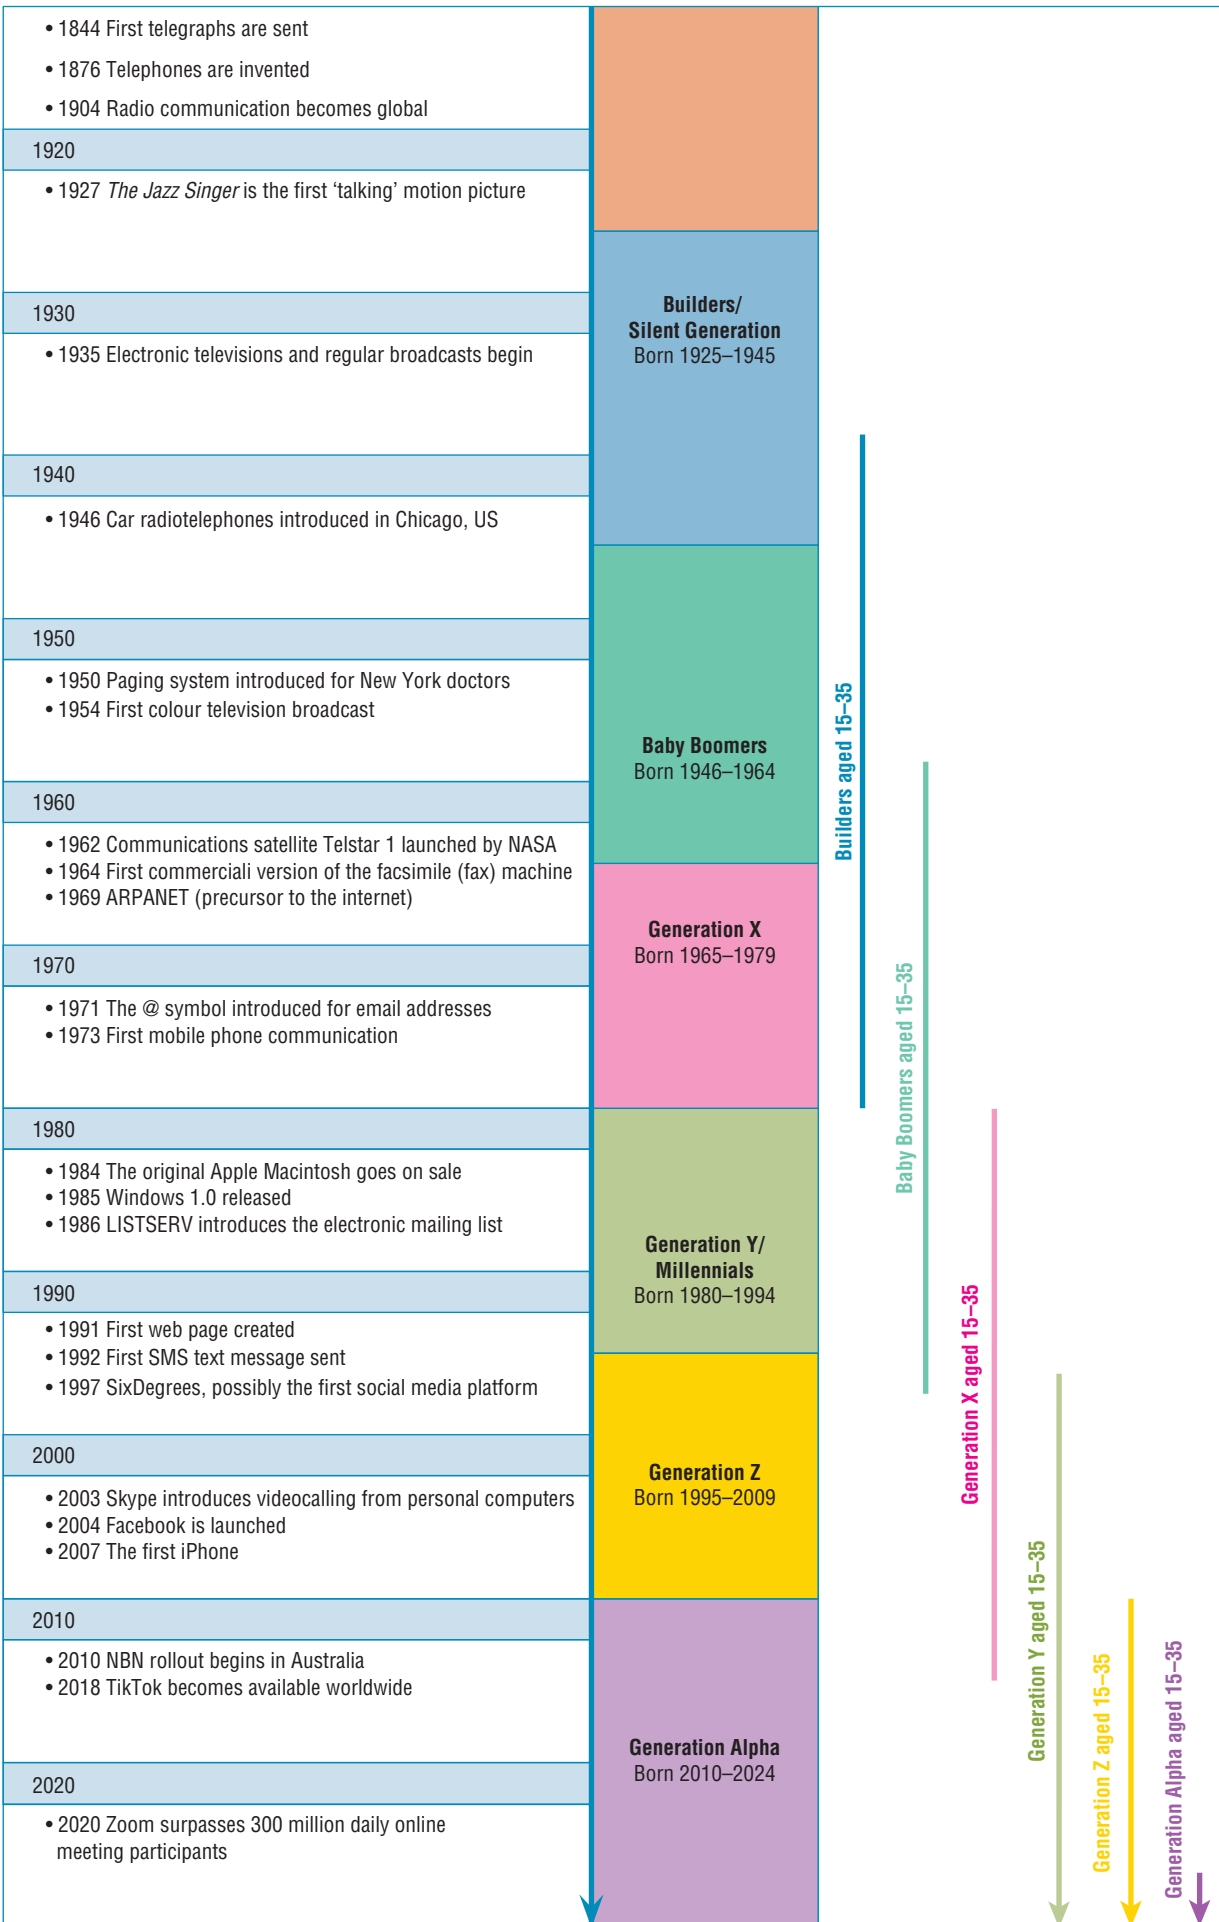 • 1844 First telegraphs are sent
• 1876 Telephones are invented
• 1904 Radio communication becomes global
1920
• 1927 The Jazz Singer is the first ‘talking’ motion picture
1930
• 1935 Electronic televisions and regular broadcasts begin
1940
• 1946 Car radiotelephones introduced in Chicago, US
1950
• 1950 Paging system introduced for New York doctors
• 1954 First colour television broadcast
1960
• 1962 Communications satellite Telstar 1 launched by NASA
• 1964 First commerciali version of the facsimile (fax) machine
• 1969 ARPANET (precursor to the internet)
1970
• 1971 The @ symbol introduced for email addresses
• 1973 First mobile phone communication
1980
• 1984 The original Apple Macintosh goes on sale
• 1985 Windows 1.0 released
• 1986 LISTSERV introduces the electronic mailing list
1990
• 1991 First web page created
• 1992 First SMS text message sent
• 1997 SixDegrees, possibly the first social media platform
2000
• 2003 Skype introduces videocalling from personal computers
• 2004 Facebook is launched
• 2007 The first iPhone
2010
• 2010 NBN rollout begins in Australia
• 2018 TikTok becomes available worldwide
2020
• 2020 Zoom surpasses 300 million daily online
meeting participants
Builders/
Silent Generation
Born 1925–1945
Baby Boomers
Born 1946–1964
Generation X
Born 1965–1979
Generation Y/
Millennials
Born 1980–1994
Generation Z
Born 1995–2009
Generation Alpha
Born 2010–2024
Builders aged 15–35
Baby Boomers aged 15–35
Generation X aged 15–35
Generation Y aged 15–35
Generation Z aged 15–35
Generation Alpha aged 15–35